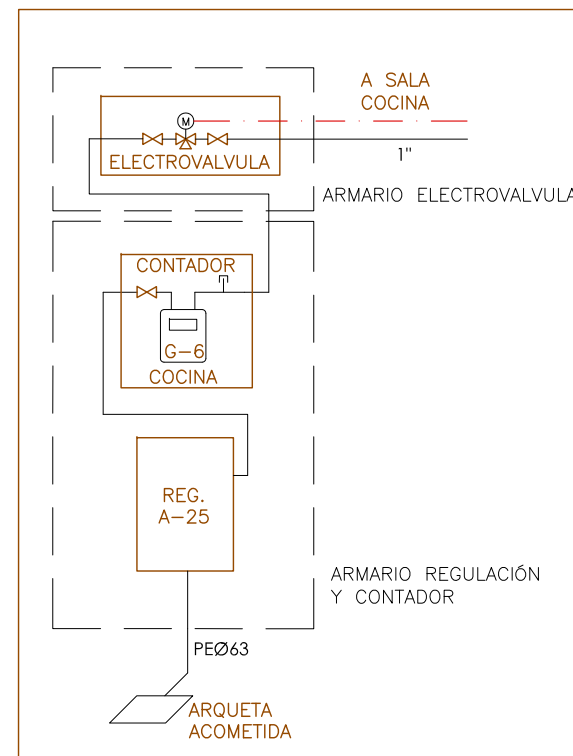 A SALA
COCINA
M
ELECTROVALVULA
1"
ARMARIO ELECTROVALVULA
CONTADOR
G-6
COCINA
REG.
A-25
ARMARIO REGULACIÓN
Y CONTADOR
PEØ63
ARQUETA
ACOMETIDA